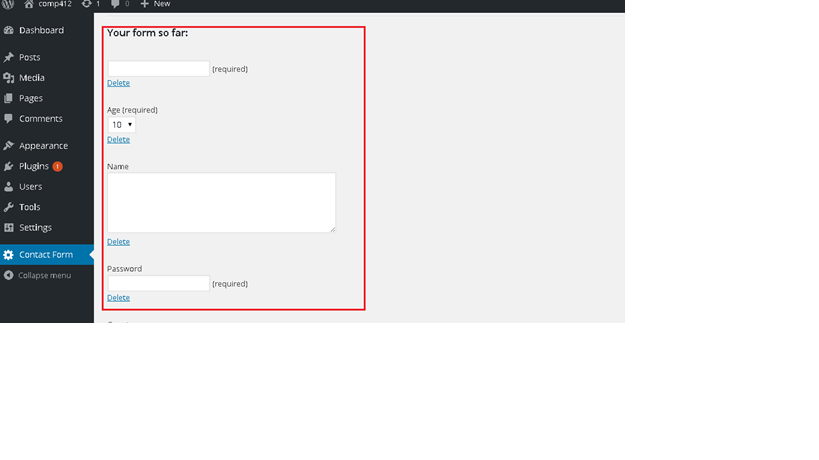 comp412 1 0 New
Dashboard
Posts
Media
Pages
Comments
Appearance
Plugins 1
Users
Tools
Settings
Contact Form
Collapse menu
Your form so far:
(required)
Delete
Age (required)
10
Delete
Name
Delete
Password
(required)
Delete